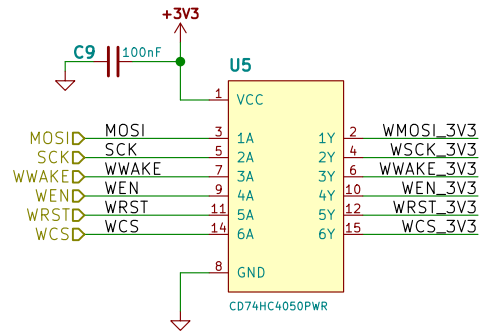 +3V3
C9 100nF
U5
1 VCC
MOSI MOSI 3 1A 1Y 2 WMOSI_3V3
SCK SCK 5 2A 2Y 4 WSCK_3V3
WWAKE WWAKE 7 3A 3Y 6 WWAKE_3V3
WEN WEN 9 4A 4Y 10 WEN_3V3
WRST WRST 11 5A 5Y 12 WRST_3V3
WCS WCS 14 6A 6Y 15 WCS_3V3
8 GND
CD74HC4050PWR